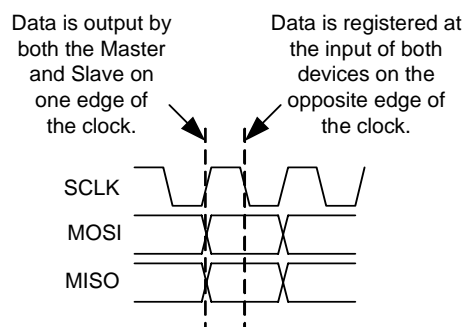 Data is output by
both the Master
and Slave on
one edge of
the clock.
Data is registered at
the input of both
devices on the
opposite edge of
the clock.
SCLK
MOSI
MISO